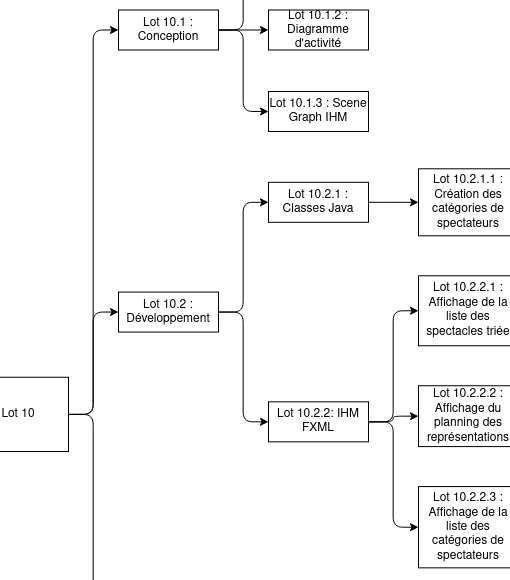 Lot 10.1 :
Conception
Lot 10.1.2 :
Diagramme
d'activité
Lot 10.1.3 : Scene
Graph IHM
Lot 10.2.1 :
Classes Java
Lot 10.2.1.1 :
Création des
catégories de
spectateurs
Lot 10.2 :
Développement
Lot 10.2.2.1 :
Affichage de la
liste des
spectacles triée
Lot 10
Lot 10.2.2: IHM
FXML
Lot 10.2.2.2 :
Affichage du
planning des
représentations
Lot 10.2.2.3 :
Affichage de la
liste des
catégories de
spectateurs